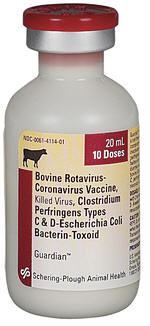 NDC-0061-4114-01
20 mL
10 Doses
Bovine Rotavirus-
Coronavirus Vaccine,
Killed Virus, Clostridium
Perfringens Types
C & D-Escherichia Coli
Bacterin-Toxoid
Guardian™
Schering-Plough Animal Health